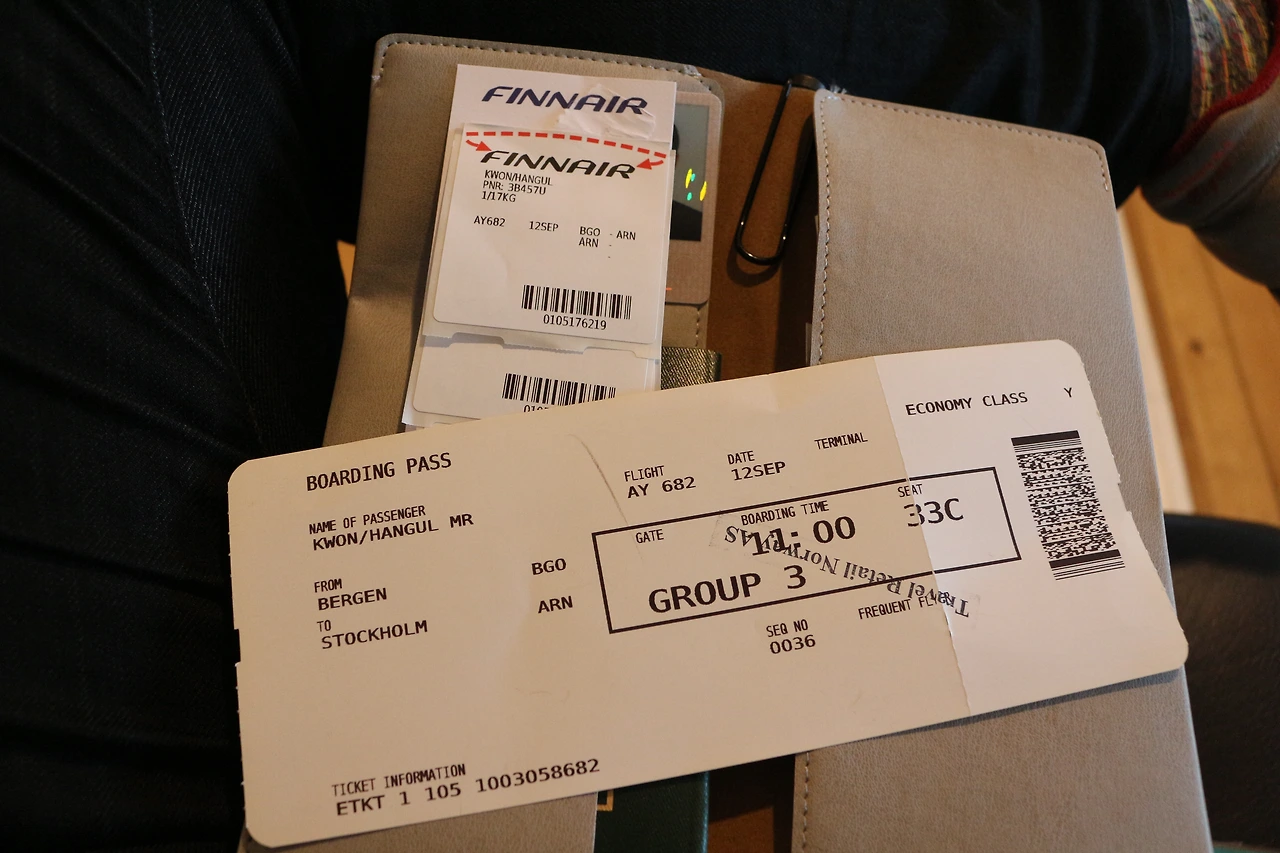 FINNAIR
FINNAIR
KWON/HANGUL
PNR: 3B457U
1/17KG
AY682 12SEP BGO - ARN
ARN -
-
0105176219
BOARDING PASS
ECONOMY CLASS Y
FLIGHT DATE TERMINAL
AY 682 12SEP
NAME OF PASSENGER
KWON/HANGUL MR
GATE BOARDING TIME SEAT
11:00 33C
GROUP 3
Travel Retail Norway AS
FROM
BERGEN BGO
TO
STOCKHOLM ARN
SEQ NO
0036
FREQUENT
TICKET INFORMATION
ETKT 1 105 1003058682